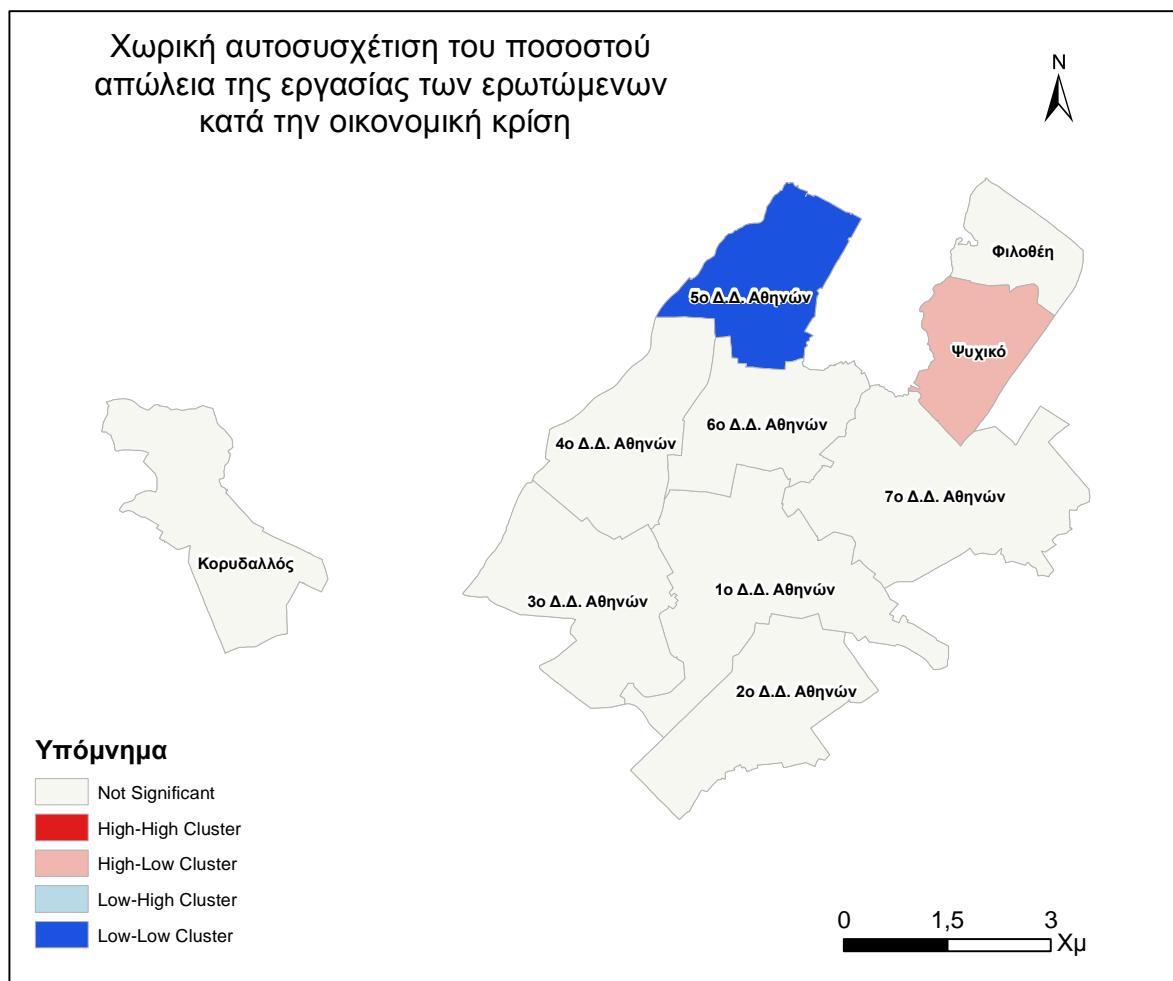 Χωρική αυτοσυσχέτιση του ποσοστού
απώλεια της εργασίας των ερωτώμενων
κατά την οικονομική κρίση
N
Φιλοθέη
5ο Δ.Δ. Αθηνών
Ψυχικό
6ο Δ.Δ. Αθηνών
4ο Δ.Δ. Αθηνών
7ο Δ.Δ. Αθηνών
Κορυδαλλός
1ο Δ.Δ. Αθηνών
3ο Δ.Δ. Αθηνών
2ο Δ.Δ. Αθηνών
Υπόμνημα
Not Significant
High-High Cluster
High-Low Cluster
Low-High Cluster
Low-Low Cluster
0 1,5 3
Χμ